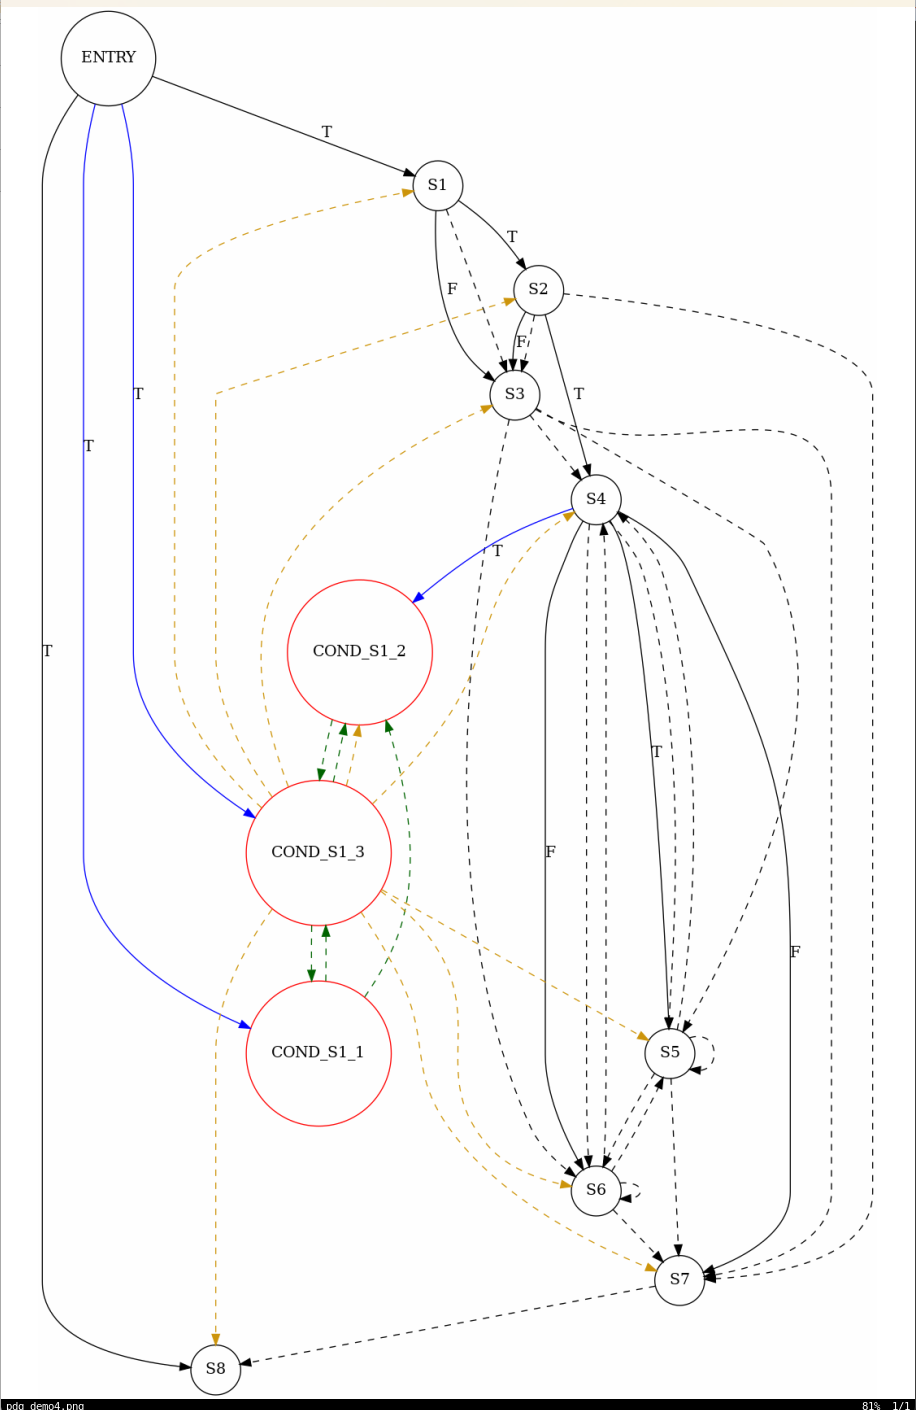 ENTRY
T
S1
T
F
S2
F
S3
T
T
T
S4
T
T
COND_S1_2
T
F
COND_S1_3
F
COND_S1_1
S5
S6
S7
S8
pdg_demo4.png
81% 1/1